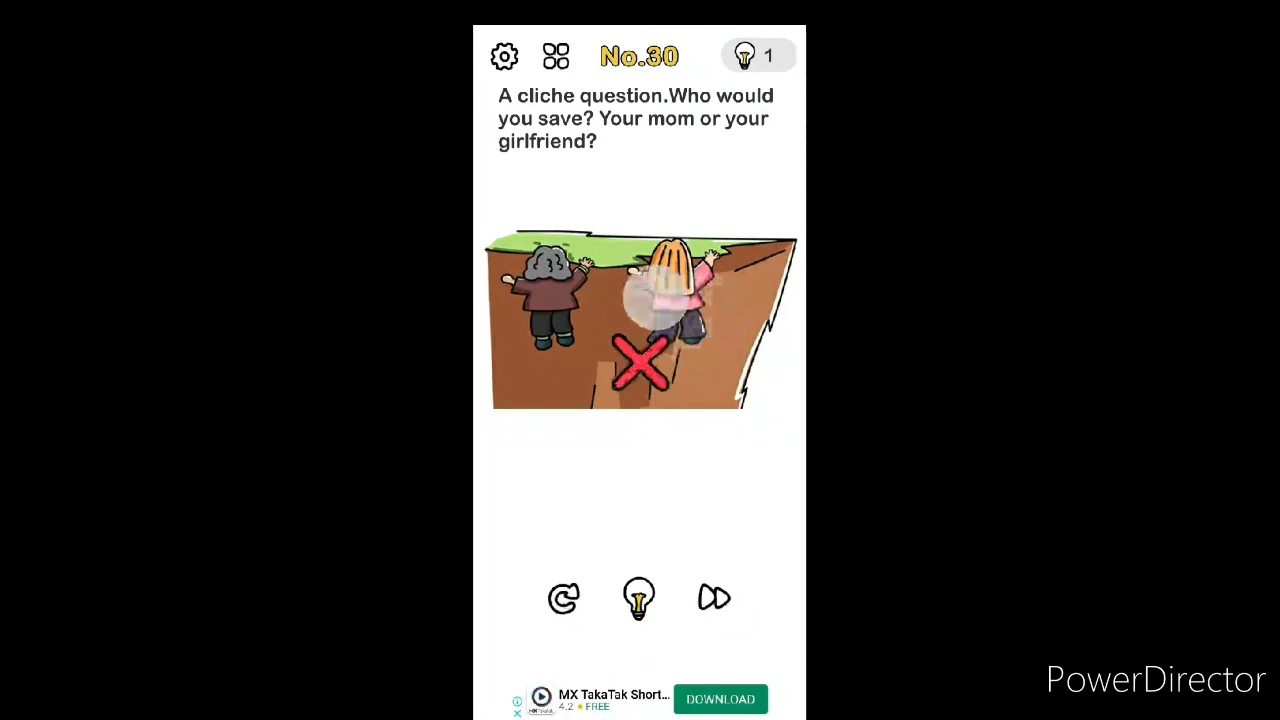 No.30
1
A cliche question.Who would
you save? Your mom or your
girlfriend?
MX TakaTak Short...
4.2 ★ FREE
DOWNLOAD
PowerDirector